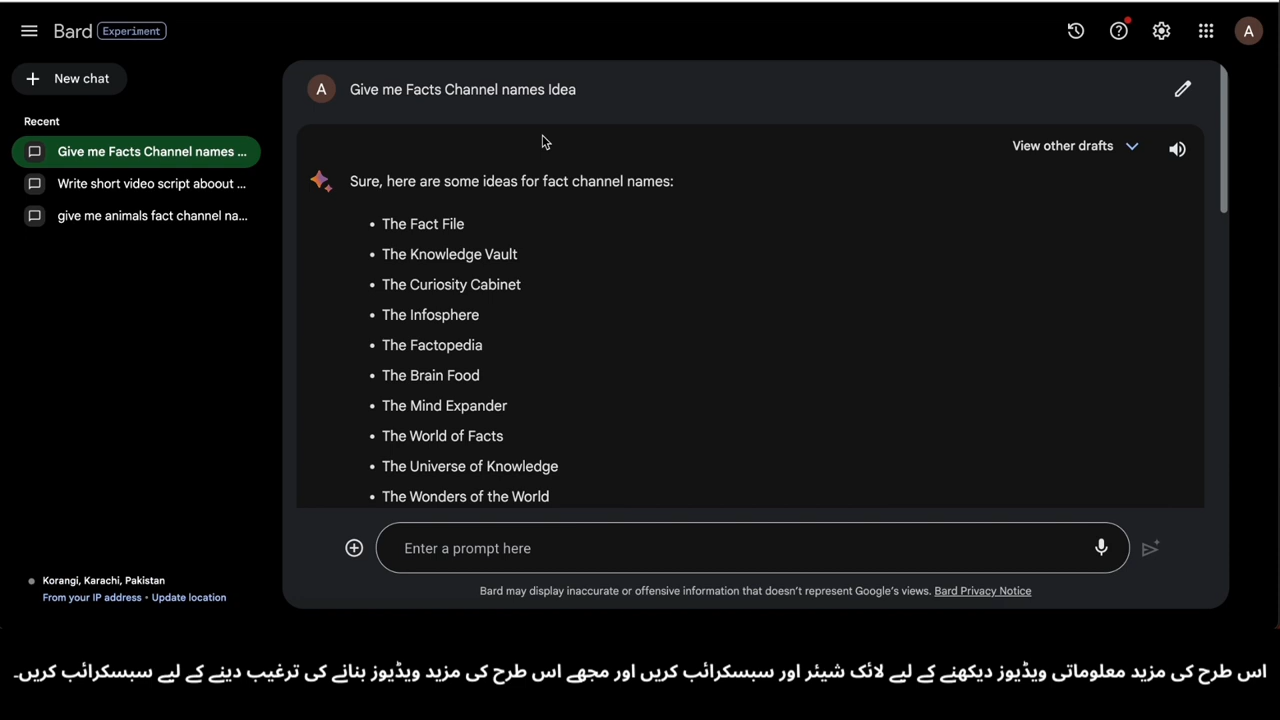 Bard Experiment
A
New chat
Recent
Give me Facts Channel names ...
Write short video script aboout ...
give me animals fact channel na...
A Give me Facts Channel names Idea
View other drafts
Sure, here are some ideas for fact channel names:
• The Fact File
• The Knowledge Vault
• The Curiosity Cabinet
• The Infosphere
• The Factopedia
• The Brain Food
• The Mind Expander
• The World of Facts
• The Universe of Knowledge
• The Wonders of the World
Enter a prompt here
Bard may display inaccurate or offensive information that doesn't represent Google's views. Bard Privacy Notice
Korangi, Karachi, Pakistan
From your IP address • Update location
اس طرح کی مزید معلوماتی ویڈیوز دیکھنے کے لیے لائک شیئر اور سبسکرائب کریں اور مجھے اس طرح کی مزید ویڈیوز بنانے کی ترغیب دینے کے لیے سبسکرائب کریں۔